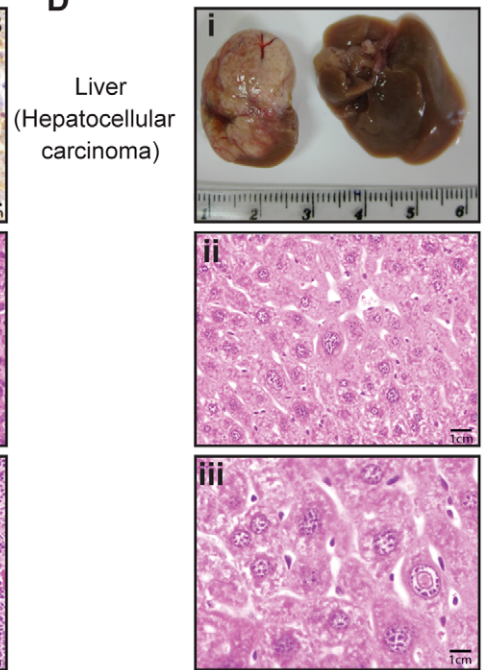 D
Liver
(Hepatocellular
carcinoma)
i
1 2 3 4 5 6
ii
1cm
iii
1cm